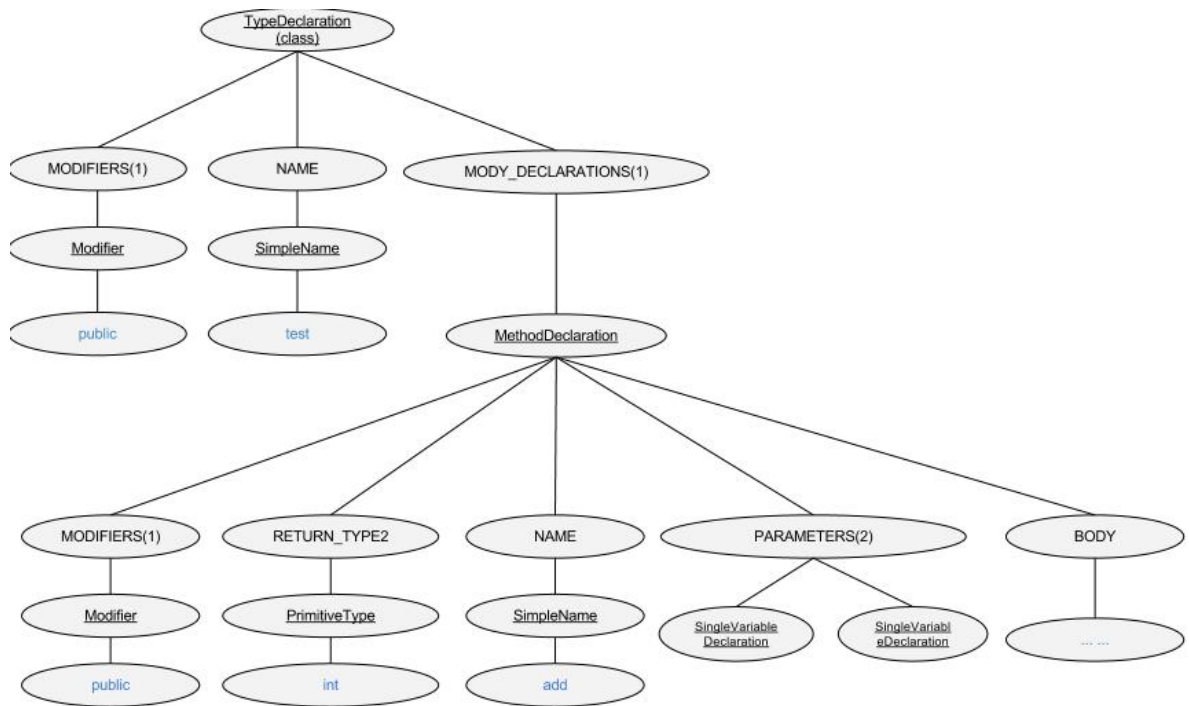 TypeDeclaration
(class)
MODIFIERS(1)
NAME
MODY_DECLARATIONS(1)
Modifier
SimpleName
public
test
MethodDeclaration
MODIFIERS(1)
RETURN_TYPE2
NAME
PARAMETERS(2)
BODY
Modifier
PrimitiveType
SimpleName
SingleVariable
Declaration
SingleVariabl
eDeclaration
... ...
public
int
add